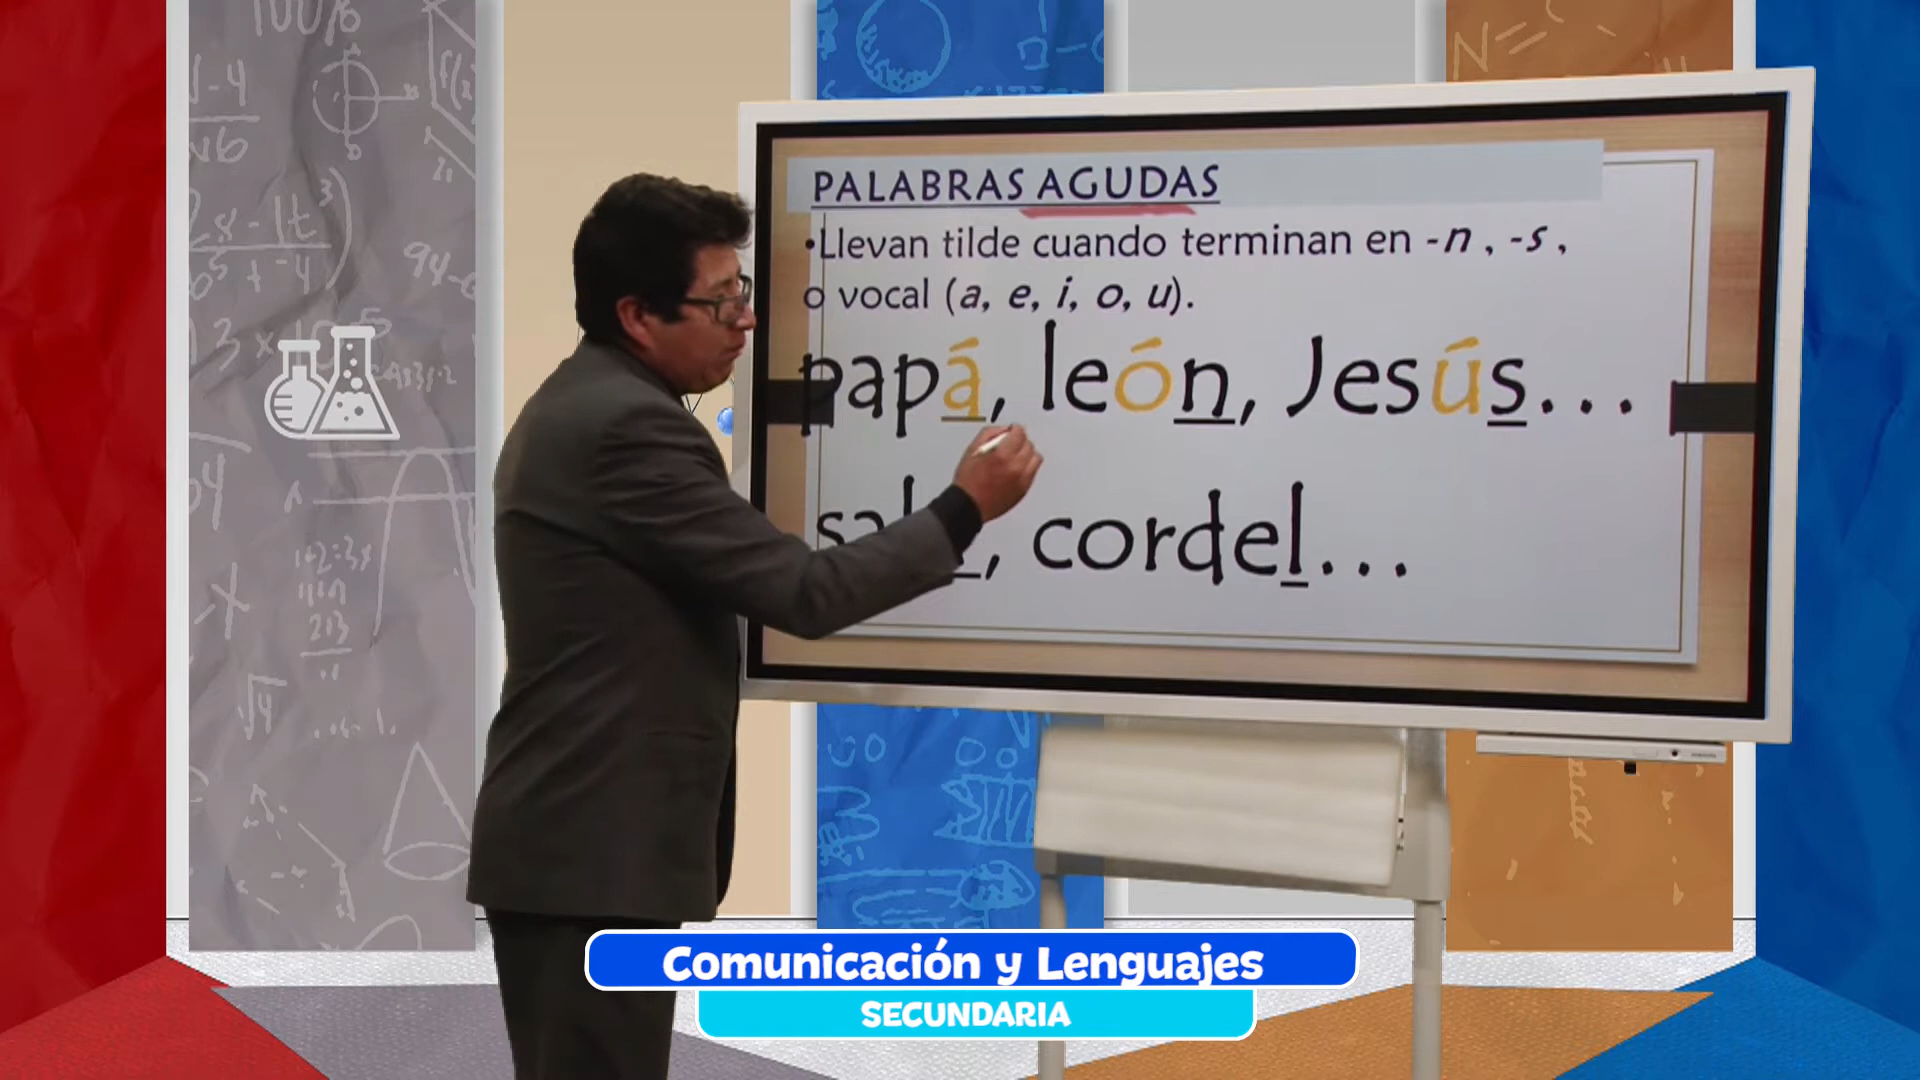 PALABRAS AGUDAS
•Llevan tilde cuando terminan en -n , -s ,
o vocal (a, e, i, o, u).
papá, león, Jesús...
cordel...
Comunicación y Lenguajes
SECUNDARIA